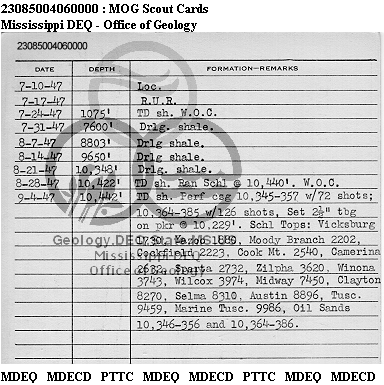 23085004060000 : MOG Scout Cards
Mississippi DEQ - Office of Geology
23085004060000
DATE DEPTH FORMATION—REMARKS
7-10-47 Loc.
7-17-47 R.U.R.
7-24-47 1075' TD sh. W.O.C.
7-31-47 7600' Drlg. shale.
8-7-47 8803' Drlg. shale.
8-14-47 9650' Drlg. shale.
8-21-47 10,348' Drlg. shale.
8-28-47 10,422' TD sh. Ran Schl @ 10,440'. W.O.C.
9-4-47 10,442' TD sh. Perf csg 10,345-357 w/72 shots;
10,364-385 w/126 shots, Set 2½" tbg
on pkr @ 10,229'. Schl Tops: Vicksburg
1730, Moody Branch 2202,
Cockfield 2223, Cook Mt. 2540, Camerina
2632, Sparta 2732, Zilpha 3620, Winona
3743, Wilcox 3974, Midway 7450, Clayton
8270, Selma 8310, Austin 8896, Tusc.
9459, Marine Tusc. 9986, Oil Sands
10,346-356 and 10,364-386.
Geology.DEQ.State.MS.US
Mississippi DEQ
Office of Geology
MDEQ MDECD PTTC MDEQ MDECD PTTC MDEQ MDECD